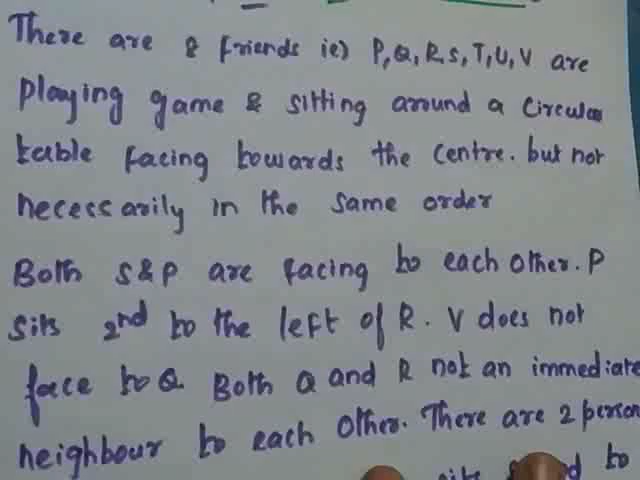 There are 8 friends ie) P,Q,R,S,T,U,V are
playing game & sitting around a circular
table facing towards the centre. but not
necessarily in the same order
Both S&P are facing to each other. P
sits 2nd to the left of R. V does not
face to Q Both Q and R not an immediate
neighbour to each other. There are 2 person
to